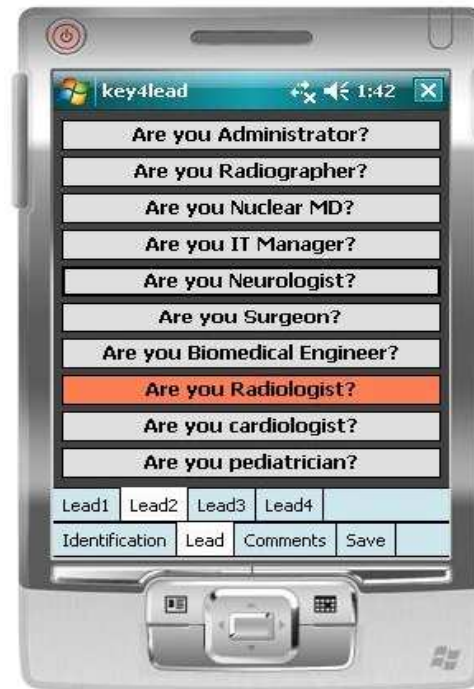 key4lead 1:42
Are you Administrator?
Are you Radiographer?
Are you Nuclear MD?
Are you IT Manager?
Are you Neurologist?
Are you Surgeon?
Are you Biomedical Engineer?
Are you Radiologist?
Are you cardiologist?
Are you pediatrician?
Lead1 Lead2 Lead3 Lead4
Identification Lead Comments Save